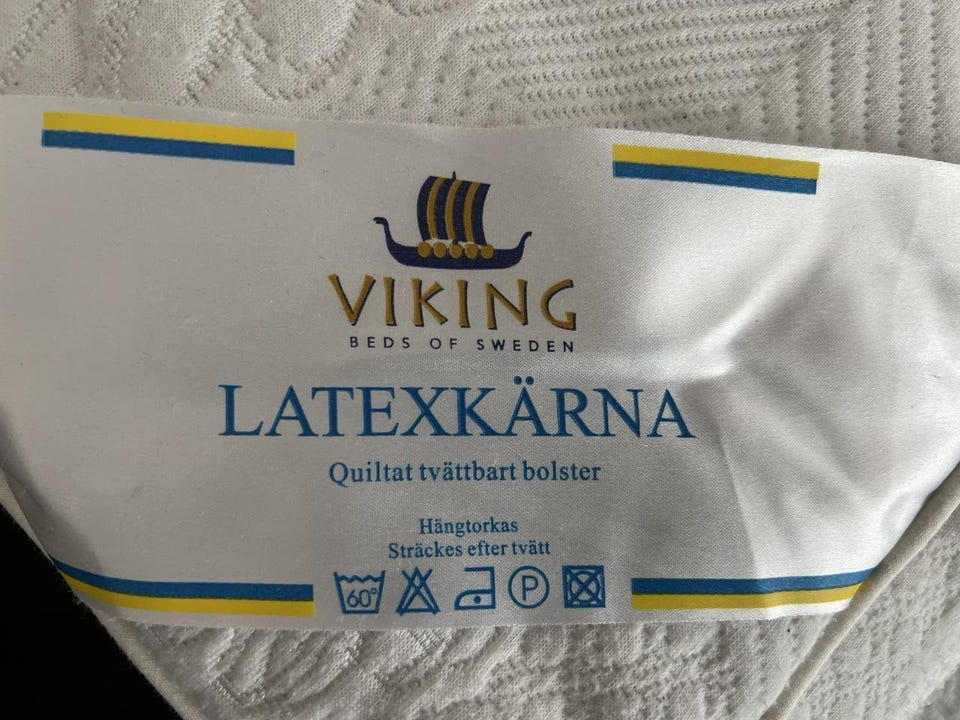 VIKING
BEDS OF SWEDEN
LATEXKÄRNA
Quiltat tvättbart bolster
Hängtorkas
Sträckes efter tvätt
60° P